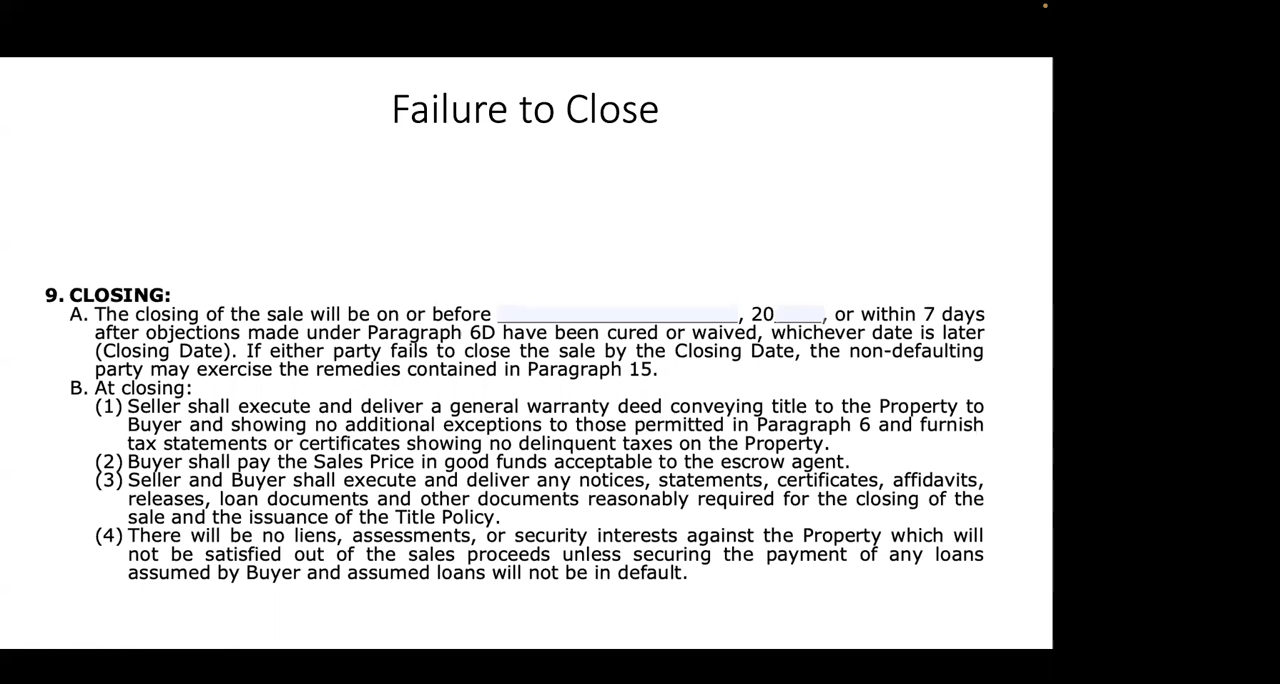 Failure to Close
9. CLOSING:
A. The closing of the sale will be on or before ______________________, 20____, or within 7 days
after objections made under Paragraph 6D have been cured or waived, whichever date is later
(Closing Date). If either party fails to close the sale by the Closing Date, the non-defaulting
party may exercise the remedies contained in Paragraph 15.
B. At closing:
(1) Seller shall execute and deliver a general warranty deed conveying title to the Property to
Buyer and showing no additional exceptions to those permitted in Paragraph 6 and furnish
tax statements or certificates showing no delinquent taxes on the Property.
(2) Buyer shall pay the Sales Price in good funds acceptable to the escrow agent.
(3) Seller and Buyer shall execute and deliver any notices, statements, certificates, affidavits,
releases, loan documents and other documents reasonably required for the closing of the
sale and the issuance of the Title Policy.
(4) There will be no liens, assessments, or security interests against the Property which will
not be satisfied out of the sales proceeds unless securing the payment of any loans
assumed by Buyer and assumed loans will not be in default.